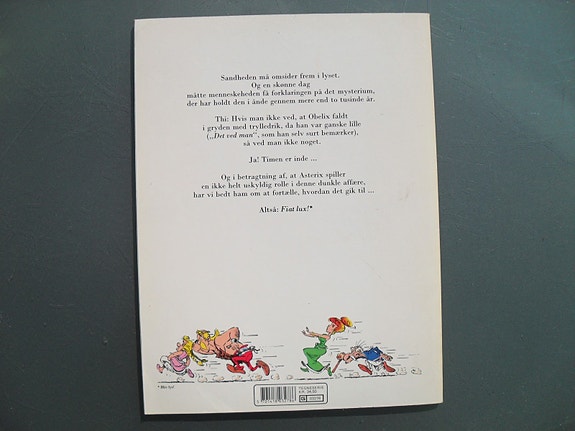 Sandheden må omsider frem i lyset.
Og en skønne dag
måtte menneskeheden få forklaringen på det mysterium,
der har holdt den i ånde gennem mere end to tusinde år.
Thi: Hvis man ikke ved, at Obelix faldt
i gryden med trylledrik, da han var ganske lille
(„Det ved man“, som han selv surt bemærker),
så ved man ikke noget.
Ja! Timen er inde ...
Og i betragtning af, at Asterix spiller
en ikke helt uskyldig rolle i denne dunkle affære,
har vi bedt ham om at fortælle, hvordan det gik til ...
Altså: Fiat lux!*
TEGNESERIE